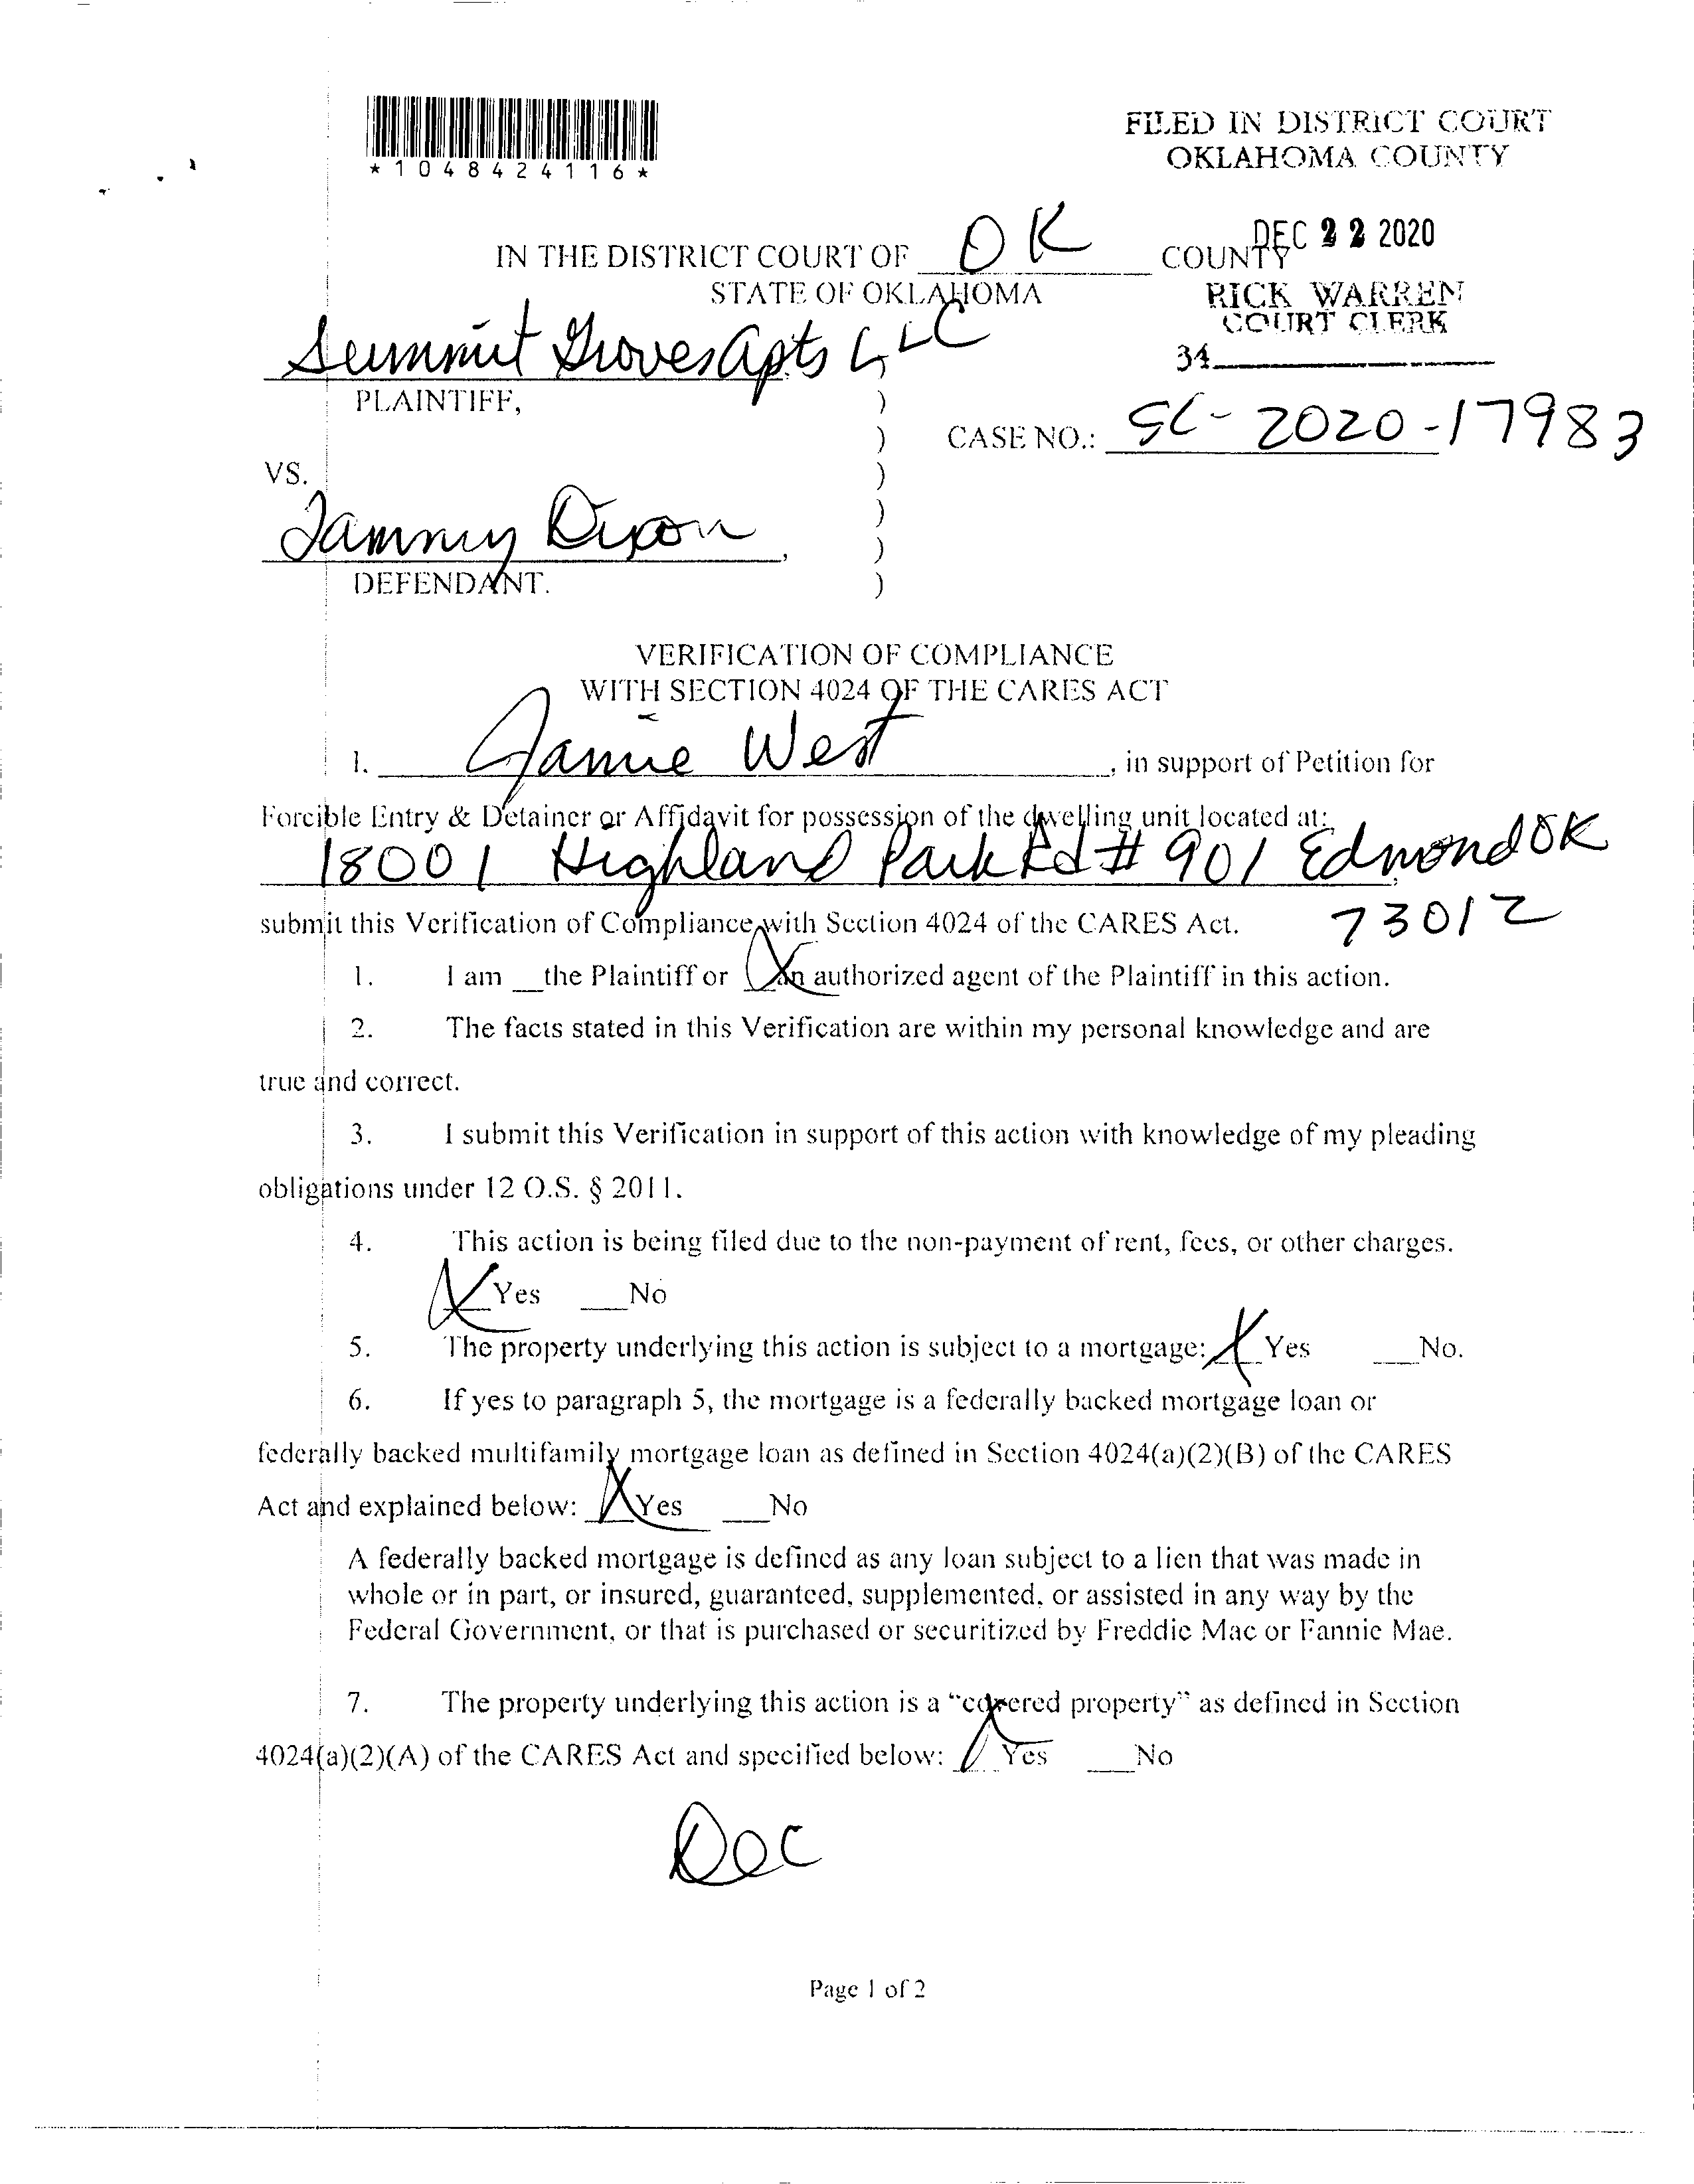 *1048424116*
FILED IN DISTRICT COURT
OKLAHOMA COUNTY
DEC 22 2020
RICK WARREN
COURT CLERK
34
IN THE DISTRICT COURT OF OK COUNTY
STATE OF OKLAHOMA
Summit Groves Apts LLC
PLAINTIFF,
)
)
CASE NO.: SC-2020-17983
VS.
)
)
Tammy Dixon,
)
DEFENDANT.
)
VERIFICATION OF COMPLIANCE
WITH SECTION 4024 OF THE CARES ACT
I. Jamie West, in support of Petition for
Forcible Entry & Detainer or Affidavit for possession of the dwelling unit located at:
18001 Highland Park Rd # 901 Edmond OK
73012
submit this Verification of Compliance with Section 4024 of the CARES Act.
1. I am __the Plaintiff or X an authorized agent of the Plaintiff in this action.
2. The facts stated in this Verification are within my personal knowledge and are
true and correct.
3. I submit this Verification in support of this action with knowledge of my pleading
obligations under 12 O.S. § 2011.
4. This action is being filed due to the non-payment of rent, fees, or other charges.
X Yes __No
5. The property underlying this action is subject to a mortgage: X Yes __No.
6. If yes to paragraph 5, the mortgage is a federally backed mortgage loan or
federally backed multifamily mortgage loan as defined in Section 4024(a)(2)(B) of the CARES
Act and explained below: X Yes __No
A federally backed mortgage is defined as any loan subject to a lien that was made in
whole or in part, or insured, guaranteed, supplemented, or assisted in any way by the
Federal Government, or that is purchased or securitized by Freddie Mac or Fannie Mae.
7. The property underlying this action is a “covered property” as defined in Section
4024(a)(2)(A) of the CARES Act and specified below: X Yes __No
Dec
Page 1 of 2